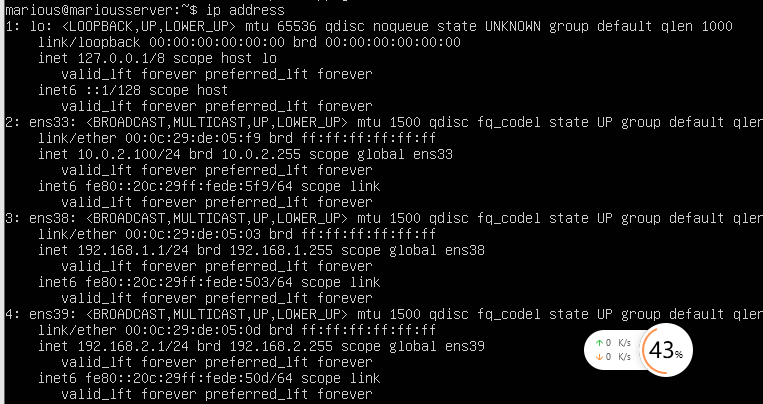 marious@mariousserver:~$ ip address
1: lo: <LOOPBACK,UP,LOWER_UP> mtu 65536 qdisc noqueue state UNKNOWN group default qlen 1000
link/loopback 00:00:00:00:00:00 brd 00:00:00:00:00:00
inet 127.0.0.1/8 scope host lo
valid_lft forever preferred_lft forever
inet6 ::1/128 scope host
valid_lft forever preferred_lft forever
2: ens33: <BROADCAST,MULTICAST,UP,LOWER_UP> mtu 1500 qdisc fq_codel state UP group default qlen
link/ether 00:0c:29:de:05:f9 brd ff:ff:ff:ff:ff:ff
inet 10.0.2.100/24 brd 10.0.2.255 scope global ens33
valid_lft forever preferred_lft forever
inet6 fe80::20c:29ff:fede:5f9/64 scope link
valid_lft forever preferred_lft forever
3: ens38: <BROADCAST,MULTICAST,UP,LOWER_UP> mtu 1500 qdisc fq_codel state UP group default qlen
link/ether 00:0c:29:de:05:03 brd ff:ff:ff:ff:ff:ff
inet 192.168.1.1/24 brd 192.168.1.255 scope global ens38
valid_lft forever preferred_lft forever
inet6 fe80::20c:29ff:fede:503/64 scope link
valid_lft forever preferred_lft forever
4: ens39: <BROADCAST,MULTICAST,UP,LOWER_UP> mtu 1500 qdisc fq_codel state UP group default qlen
link/ether 00:0c:29:de:05:0d brd ff:ff:ff:ff:ff:ff
inet 192.168.2.1/24 brd 192.168.2.255 scope global ens39
valid_lft forever preferred_lft forever
inet6 fe80::20c:29ff:fede:50d/64 scope link
valid_lft forever preferred_lft forever
↑ 0 K/s
↓ 0 K/s
43%